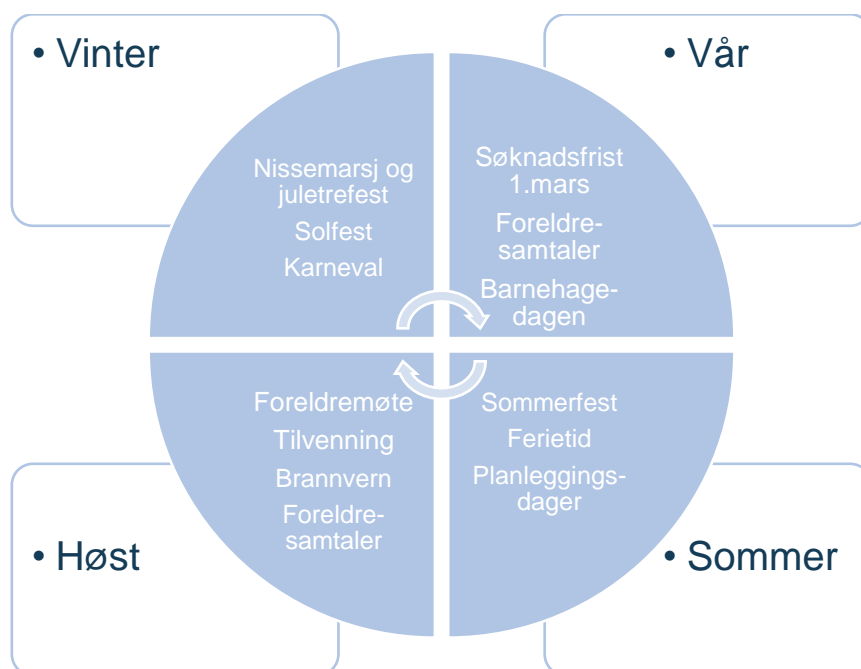 • Vinter
Nissemarsj og
juletrefest
Solfest
Karneval
• Vår
Søknadsfrist
1.mars
Foreldre-
samtaler
Barnehage-
dagen
Foreldremøte
Tilvenning
Brannvern
Foreldre-
samtaler
• Høst
Sommerfest
Ferietid
Planleggings-
dager
• Sommer